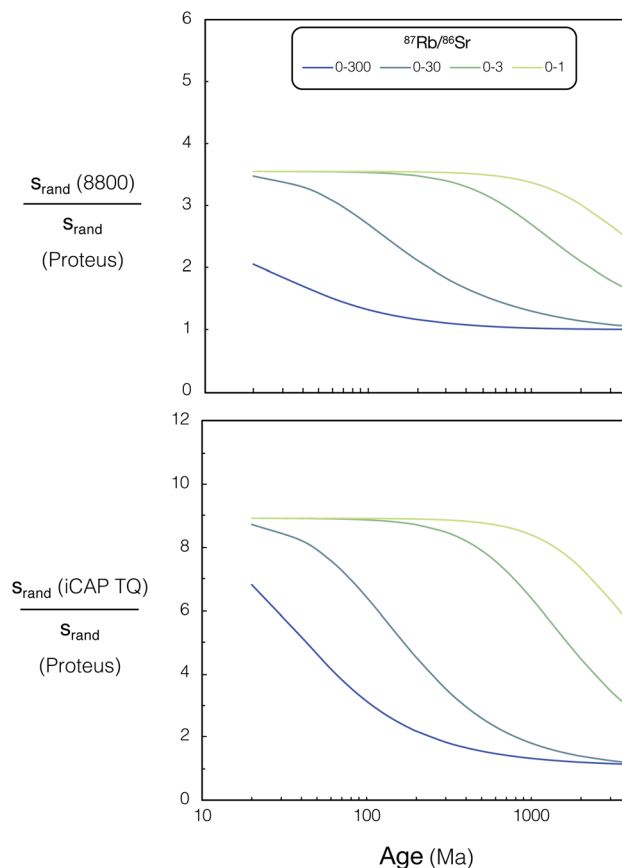 6
5
4
3
2
1
0
⁸⁷Rb/⁸⁶Sr
0-300 0-30 0-3 0-1
s_rand (8800)
s_rand
(Proteus)
12
10
8
6
4
2
0
s_rand (iCAP TQ)
s_rand
(Proteus)
10 100 1000
Age (Ma)